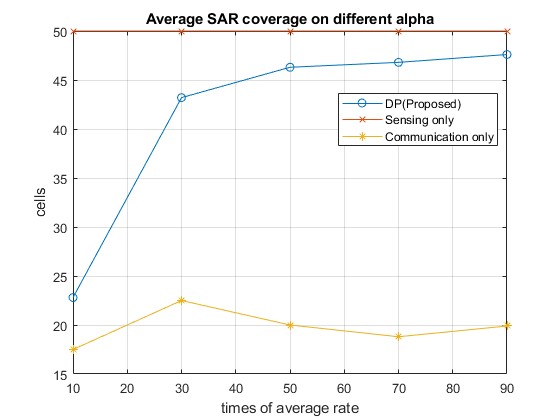 Average SAR coverage on different alpha
50
45
40
35
30
25
20
15
cells
DP(Proposed)
Sensing only
Communication only
10 20 30 40 50 60 70 80 90
times of average rate